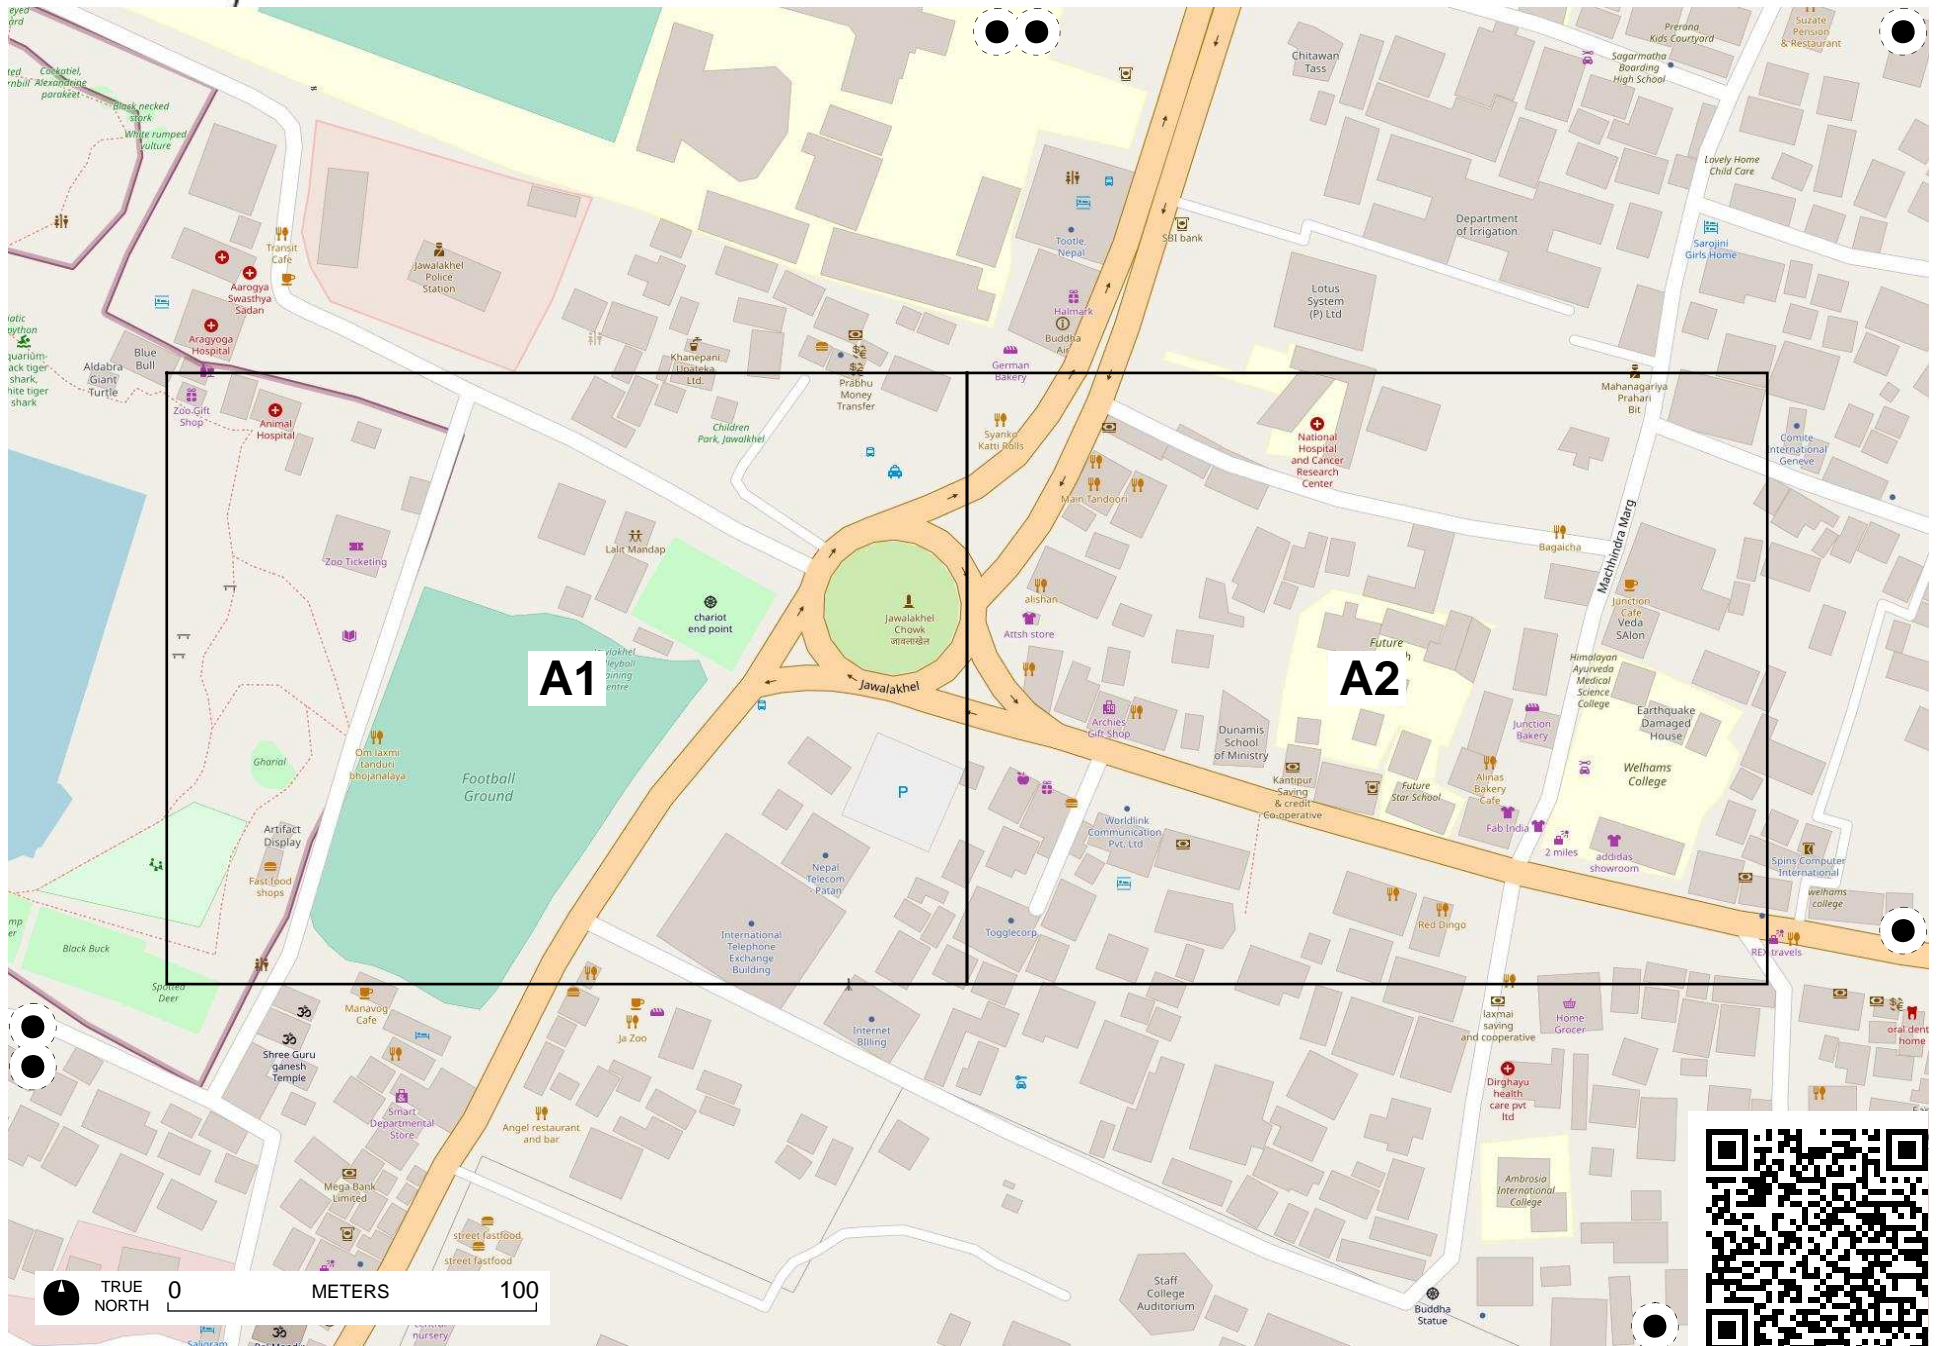 eyed
ard
Cockatiel,
Alexandrine
parakeet
Black necked
stork
White rumped
vulture
Chitawan
Tass
Prerona
Kids Courtyard
Sagarmatha
Boarding
High School
Suzate
Pension
& Restaurant
Lovely Home
Child Care
Transit
Cafe
Jawalakhel
Police
Station
Aarogya
Swasthya
Sadan
Aragyoga
Hospital
Tootle,
Nepal
SBI bank
Department
of Irrigation
Sarojini
Girls Home
Halmark
Buddha
Air
Lotus
System
(P) Ltd
Blue
Bull
Aldabra
Giant
Turtle
shark,
shark
Khanepani
Upateka
Ltd.
Prabhu
Money
Transfer
German
Bakery
Mahanagariya
Prahari
Bit
Zoo Gift
Shop
Animal
Hospital
Children
Park, Jawalkhel
Syanko
Katti Rolls
National
Hospital
and Cancer
Research
Center
Comite
International
Geneve
Main Tandoori
Zoo Ticketing
Lalit Mandap
Bagaicha
Machhindra Marg
chariot
end point
Jawalakhel
Chowk
जावलाखेल
alishan
Attsh store
Junction
Cafe
Veda
SAlon
Future
A1
A2
Jawalakhel
Himalayan
Ayurveda
Medical
Science
College
Earthquake
Damaged
House
Archies
Gift Shop
Dunamis
School
of Ministry
Junction
Bakery
Om laxmi
tanduri
bhojanalaya
Gharial
Football
Ground
P
Kantipur
Saving
& credit
Co-operative
Future
Star School
Alinas
Bakery
Cafe
Welhams
College
Worldlink
Communication
Pvt. Ltd
Fab India
2 miles
addidas
showroom
Artifact
Display
Fast food
shops
Nepal
Telecom
- Patan
Spins Computer
International
welhams
college
International
Telephone
Exchange
Building
Togglecorp
Red Dingo
REX travels
Black Buck
Spotted
Deer
Manavog
Cafe
Ja Zoo
Internet
BIlling
laxmai
saving
and cooperative
Home
Grocer
oral dent
home
Shree Guru
ganesh
Temple
Smart
Departmental
Store
Angel restaurant
and bar
Dirghayu
health
care pvt
ltd
Mega Bank
Limited
Ambrosia
International
College
street fastfood
street fastfood
Staff
College
Auditorium
Buddha
Statue
TRUE
NORTH
0
METERS
100
nursery
Saligram